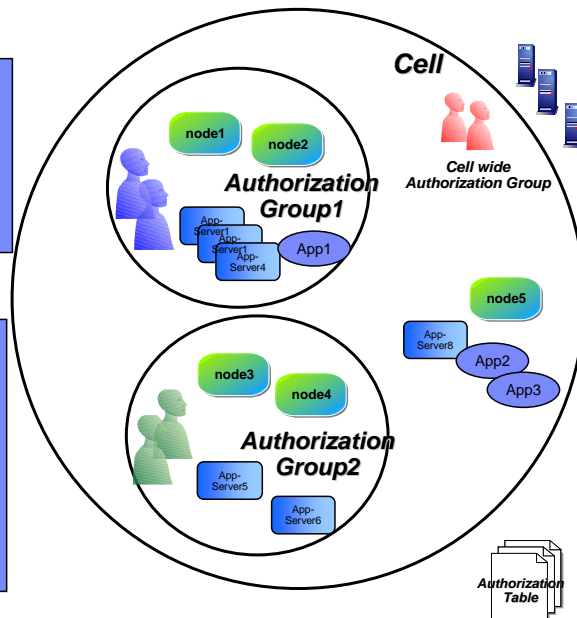 Cell
Cell wide
Authorization Group
node1
node2
Authorization
Group1
App-
Server1
App-
Server1
App-
Server4
App1
node5
App-
Server8
App2
App3
node3
node4
Authorization
Group2
App-
Server5
App-
Server6
Authorization
Table